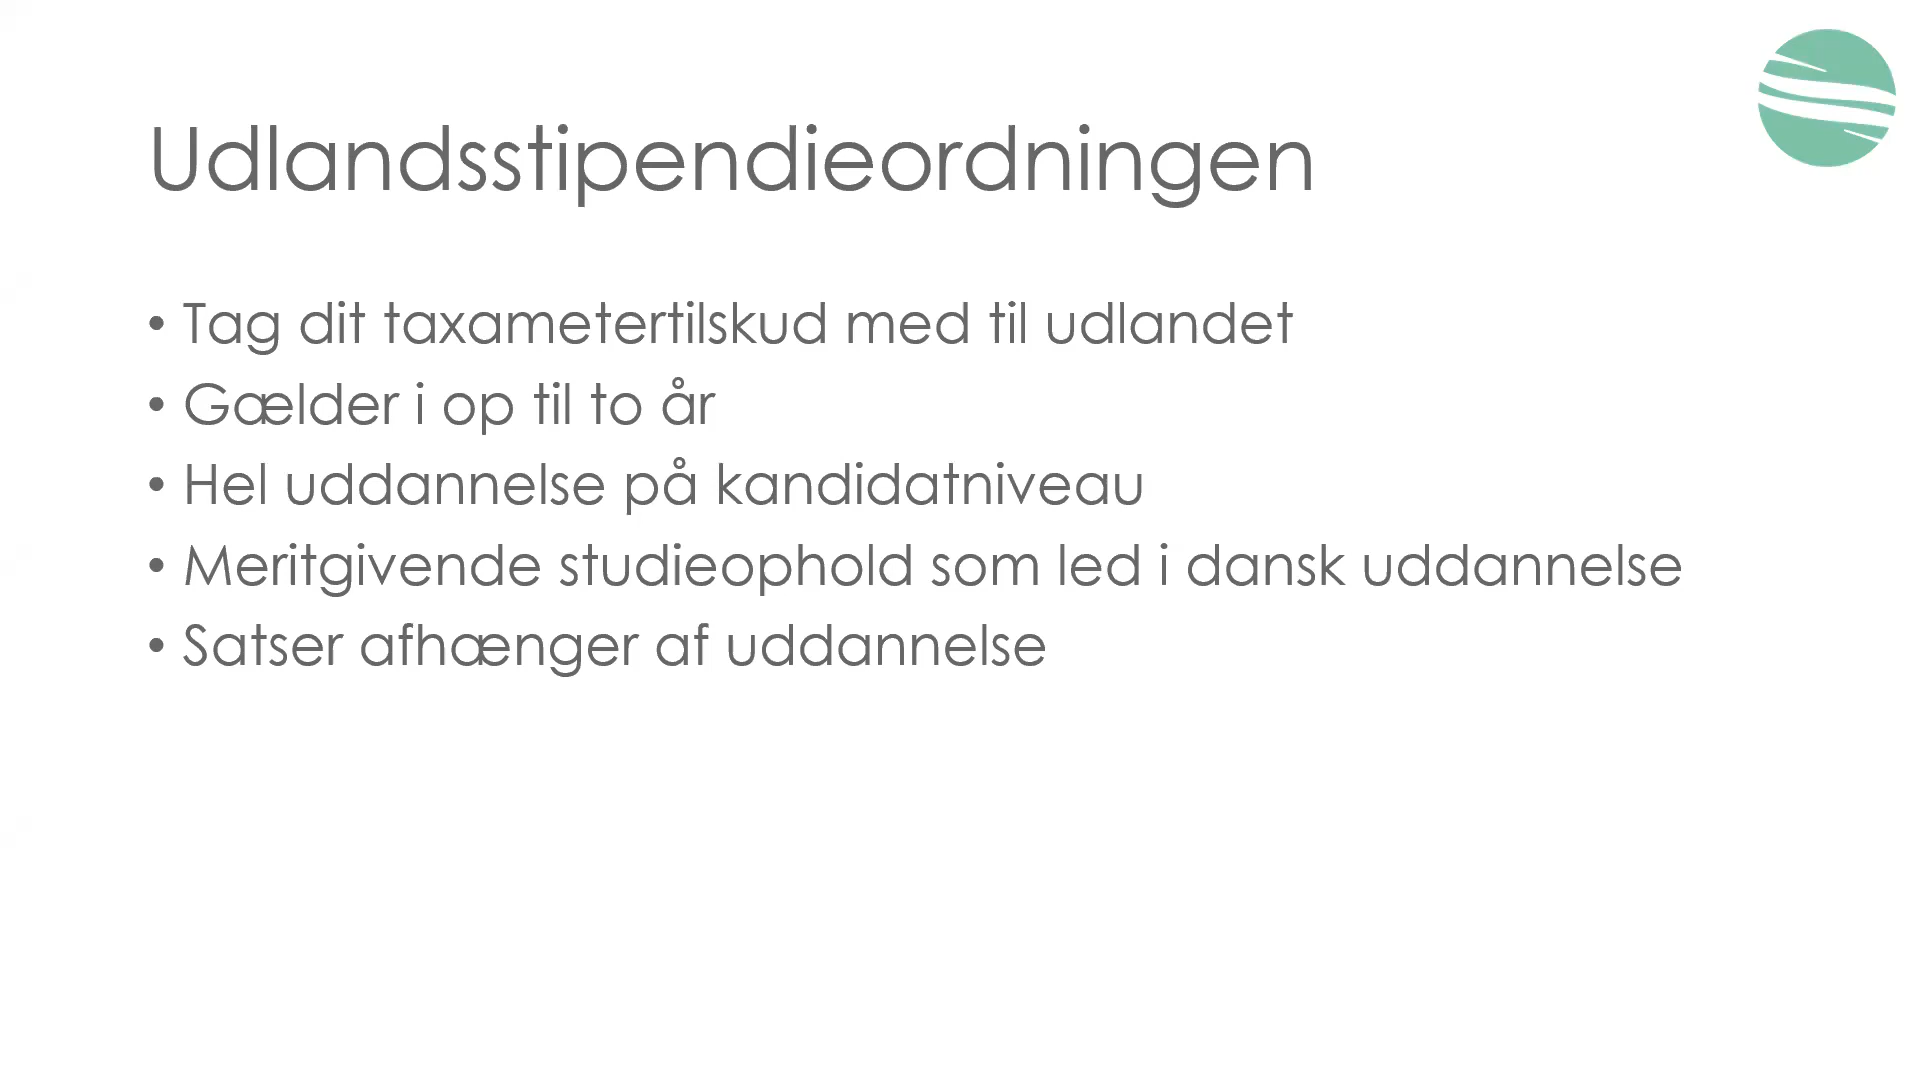 Udlandsstipendieordningen
• Tag dit taxametertilskud med til udlandet
• Gælder i op til to år
• Hel uddannelse på kandidatniveau
• Meritgivende studieophold som led i dansk uddannelse
• Satser afhænger af uddannelse